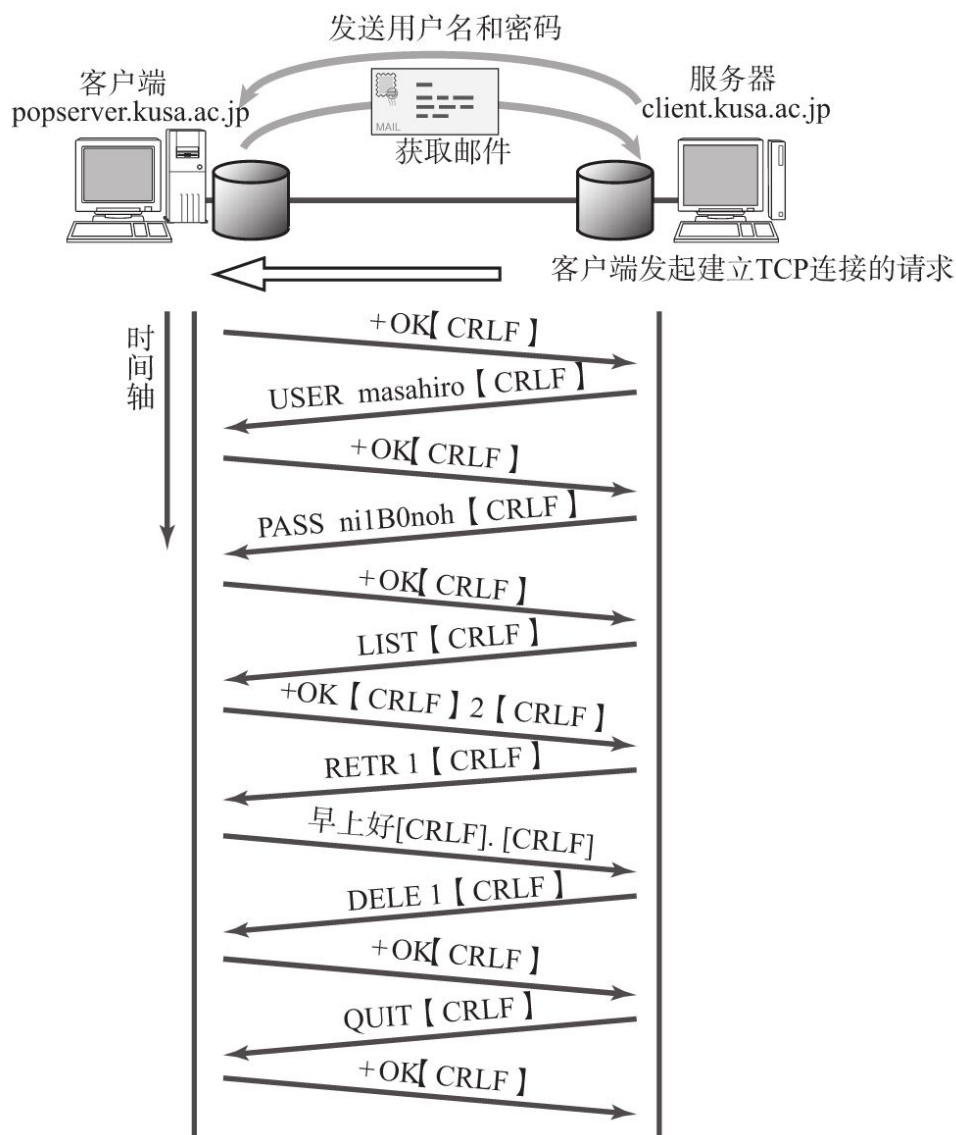 发送用户名和密码
客户端
popserver.kusa.ac.jp
服务器
client.kusa.ac.jp
MAIL
获取邮件
客户端发起建立TCP连接的请求
时间轴
+OK【CRLF】
USER masahiro【CRLF】
+OK【CRLF】
PASS ni1B0noh【CRLF】
+OK【CRLF】
LIST【CRLF】
+OK【CRLF】2【CRLF】
RETR 1【CRLF】
早上好[CRLF]. [CRLF]
DELE 1【CRLF】
+OK【CRLF】
QUIT【CRLF】
+OK【CRLF】